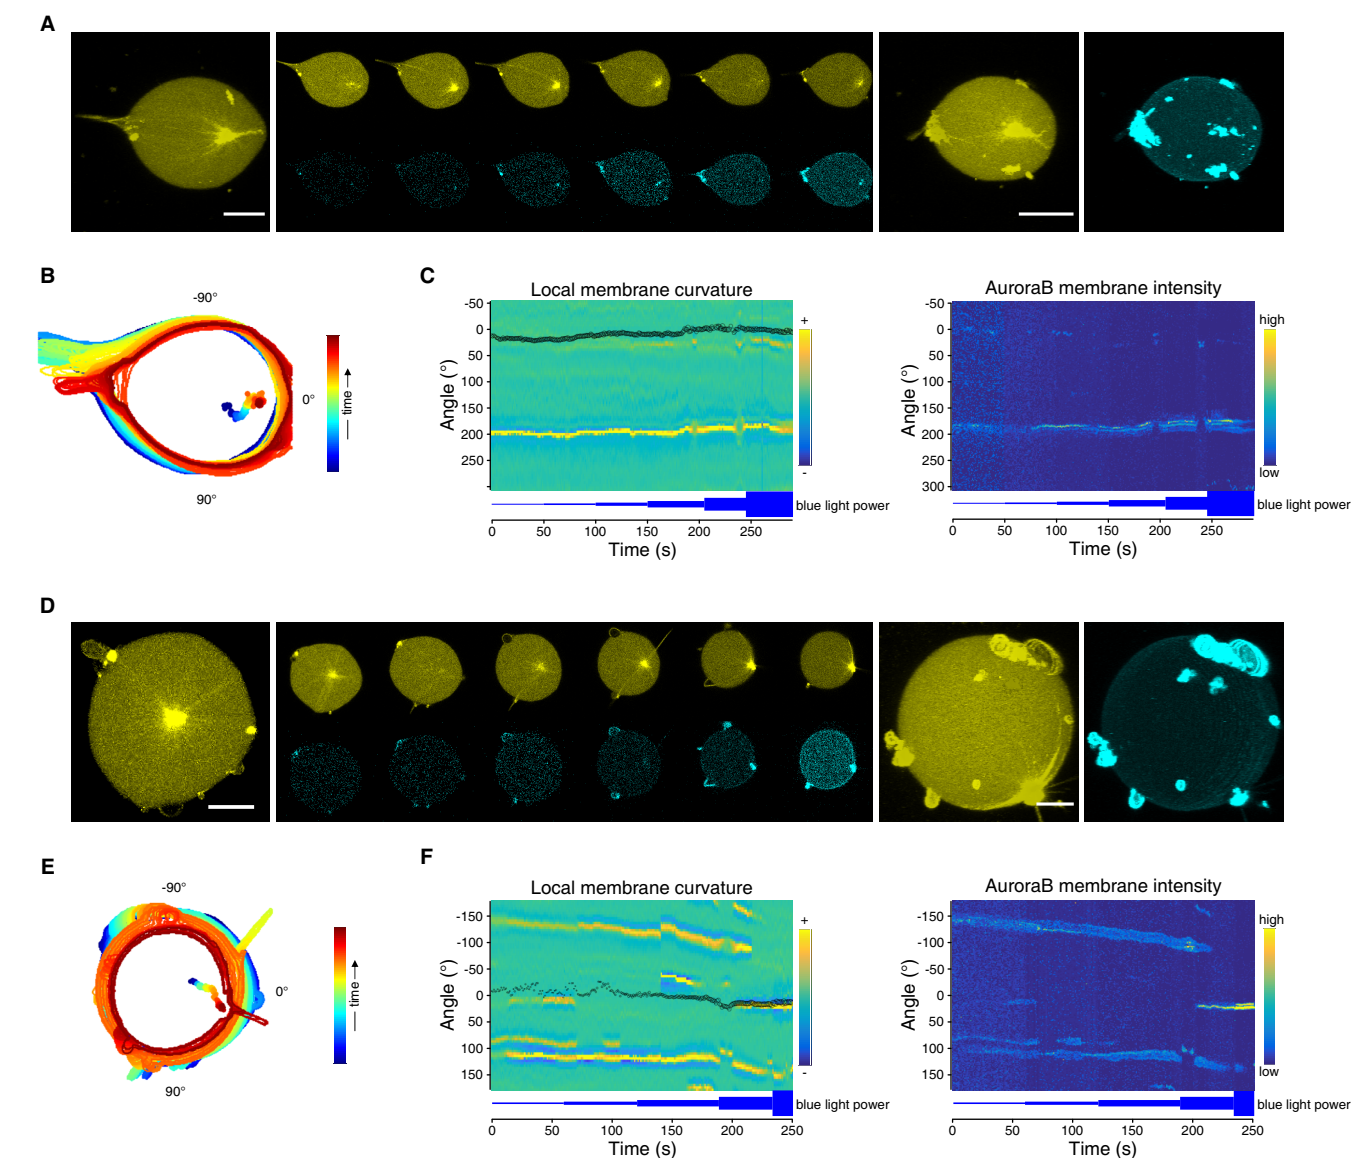 A
B
-90°
0°
90°
time
C
Local membrane curvature
-50
0
50
100
150
200
250
Angle (°)
+
-
blue light power
0 50 100 150 200 250
Time (s)
AuroraB membrane intensity
-50
0
50
100
150
200
250
300
Angle (°)
high
low
blue light power
0 50 100 150 200 250
Time (s)
D
E
-90°
0°
90°
time
F
Local membrane curvature
-150
-100
-50
0
50
100
150
Angle (°)
+
-
blue light power
0 50 100 150 200 250
Time (s)
AuroraB membrane intensity
-150
-100
-50
0
50
100
150
Angle (°)
high
low
blue light power
0 50 100 150 200 250
Time (s)